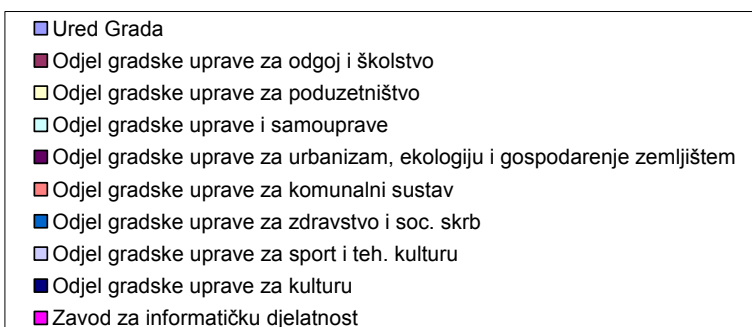 Ured Grada
Odjel gradske uprave za odgoj i školstvo
Odjel gradske uprave za poduzetništvo
Odjel gradske uprave i samouprave
Odjel gradske uprave za urbanizam, ekologiju i gospodarenje zemljištem
Odjel gradske uprave za komunalni sustav
Odjel gradske uprave za zdravstvo i soc. skrb
Odjel gradske uprave za sport i teh. kulturu
Odjel gradske uprave za kulturu
Zavod za informatičku djelatnost